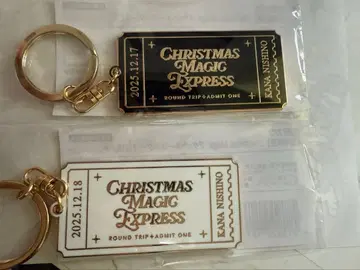 2025.12.17
CHRISTMAS
MAGIC
EXPRESS
ROUND TRIP✦ADMIT ONE
KANA NISHINO
2025.12.18
CHRISTMAS
MAGIC
EXPRESS
ROUND TRIP✦ADMIT ONE
KANA NISHINO